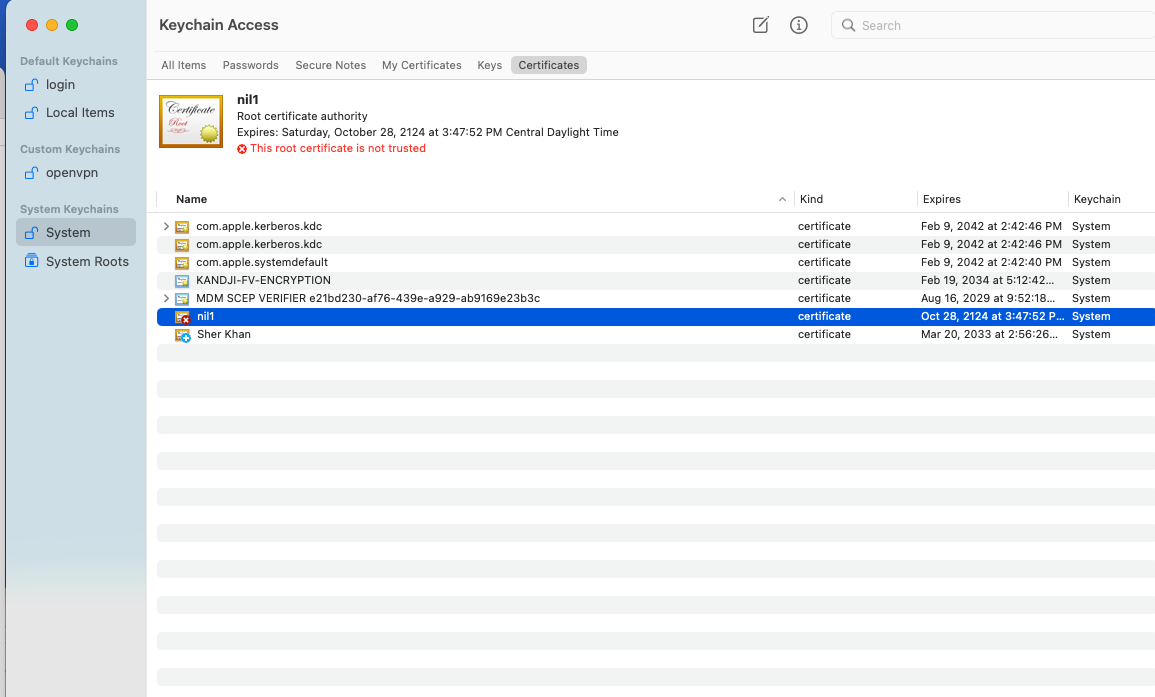 Keychain Access
Search
Default Keychains
login
Local Items
Custom Keychains
openvpn
System Keychains
System
System Roots
All Items Passwords Secure Notes My Certificates Keys Certificates
Certificate
Root
nil1
Root certificate authority
Expires: Saturday, October 28, 2124 at 3:47:52 PM Central Daylight Time
This root certificate is not trusted
Name Kind Expires Keychain
com.apple.kerberos.kdc certificate Feb 9, 2042 at 2:42:46 PM System
com.apple.kerberos.kdc certificate Feb 9, 2042 at 2:42:46 PM System
com.apple.systemdefault certificate Feb 9, 2042 at 2:42:40 PM System
KANDJI-FV-ENCRYPTION certificate Feb 19, 2034 at 5:12:42... System
MDM SCEP VERIFIER e21bd230-af76-439e-a929-ab9169e23b3c certificate Aug 16, 2029 at 9:52:18... System
nil1 certificate Oct 28, 2124 at 3:47:52 P... System
Sher Khan certificate Mar 20, 2033 at 2:56:26... System